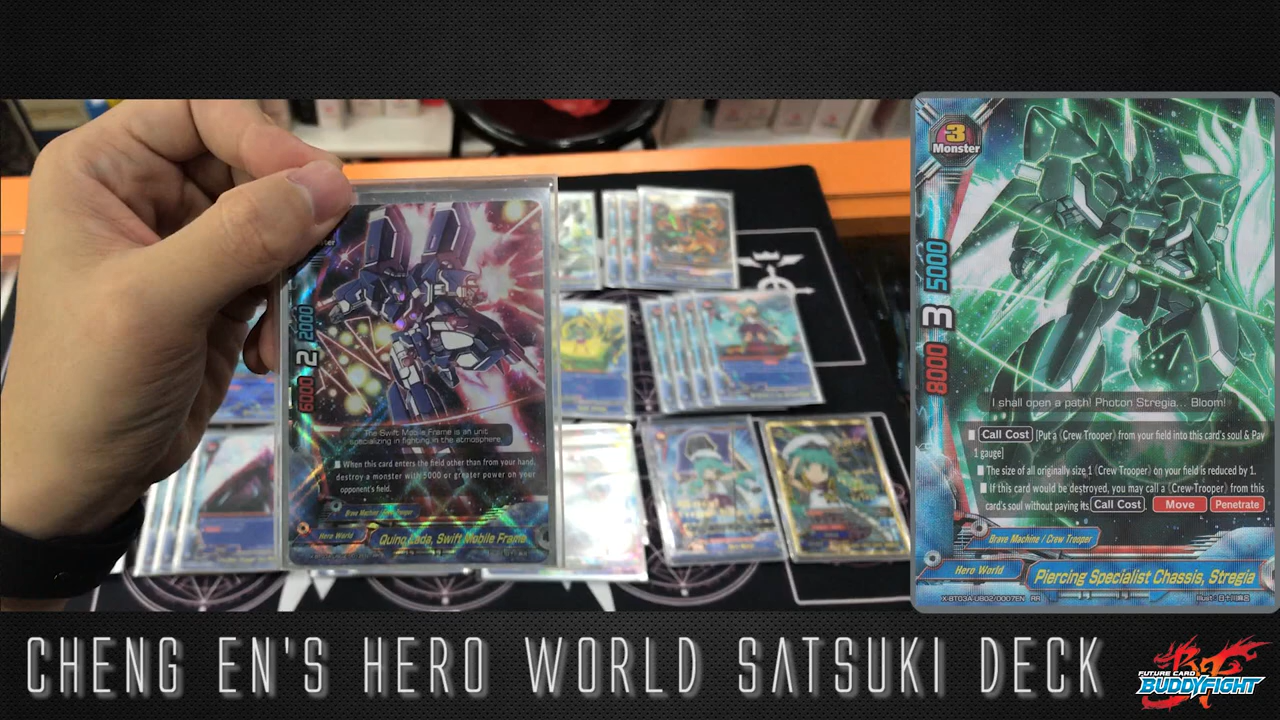 6000 2 2000
The Swift Mobile Frame is an unit
specializing in fighting in the atmosphere.
When this card enters the field other than from your hand,
destroy a monster with 5000 or greater power on your
opponent's field.
Hero World
Swift Mobile Frame
3
Monster
8000 3 5000
I shall open a path! Photon Stregia... Bloom!
Call Cost [Put a 《Crew Trooper》 from your field into this card's soul & Pay
1 gauge]
The size of all originally size 1 《Crew Trooper》 on your field is reduced by 1.
If this card would be destroyed, you may call a 《Crew Trooper》 from this
card's soul without paying its Call Cost. Move Penetrate
Brave Machine / Crew Trooper
Hero World
Piercing Specialist Chassis, Stregia
X-BT03A-UB02/0007EN RR
CHENG EN'S HERO WORLD SATSUKI DECK
FUTURE CARD
BUDDYFIGHT